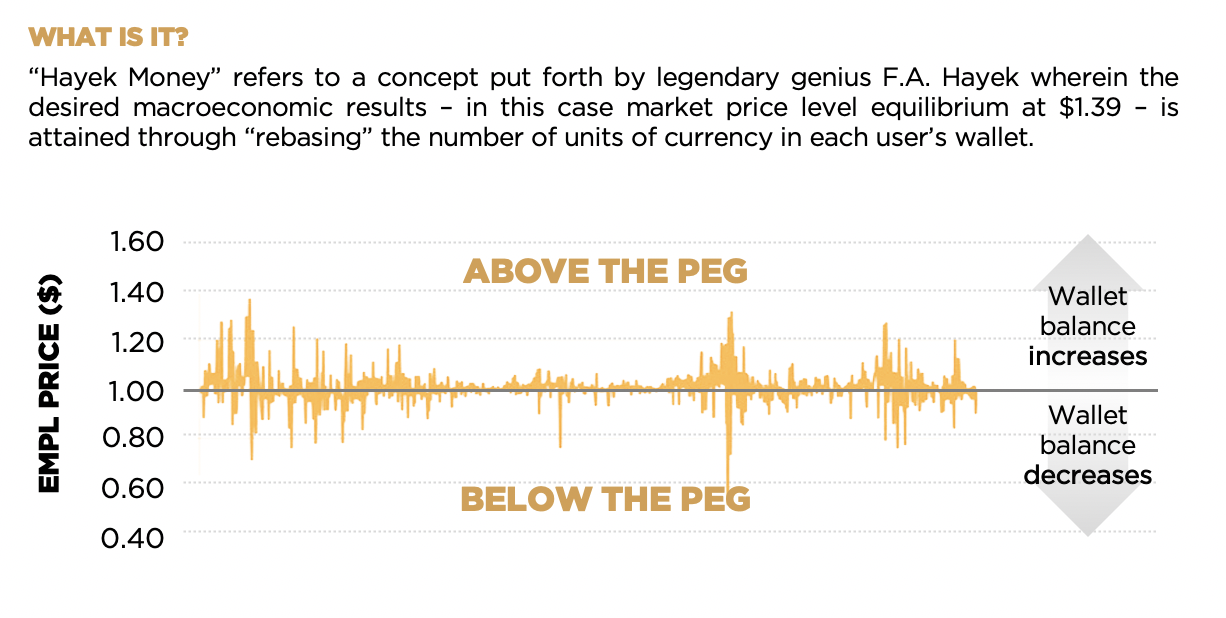 WHAT IS IT?
“Hayek Money” refers to a concept put forth by legendary genius F.A. Hayek wherein the
desired macroeconomic results – in this case market price level equilibrium at $1.39 – is
attained through “rebasing” the number of units of currency in each user’s wallet.
EMPL PRICE ($)
1.60
1.40
1.20
1.00
0.80
0.60
0.40
ABOVE THE PEG
BELOW THE PEG
Wallet
balance
increases
Wallet
balance
decreases